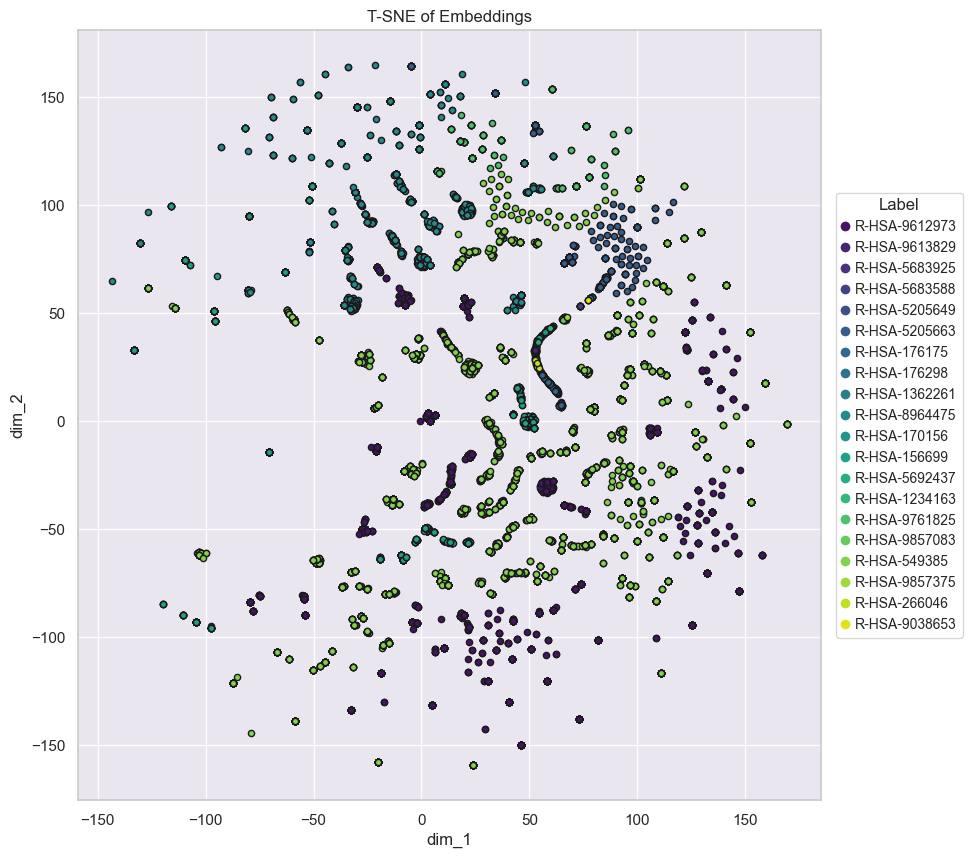 T-SNE of Embeddings
150
100
50
0
−50
−100
−150
dim_2
−150
−100
−50
0
50
100
150
dim_1
Label
R-HSA-9612973
R-HSA-9613829
R-HSA-5683925
R-HSA-5683588
R-HSA-5205649
R-HSA-5205663
R-HSA-176175
R-HSA-176298
R-HSA-1362261
R-HSA-8964475
R-HSA-170156
R-HSA-156699
R-HSA-5692437
R-HSA-1234163
R-HSA-9761825
R-HSA-9857083
R-HSA-549385
R-HSA-9857375
R-HSA-266046
R-HSA-9038653